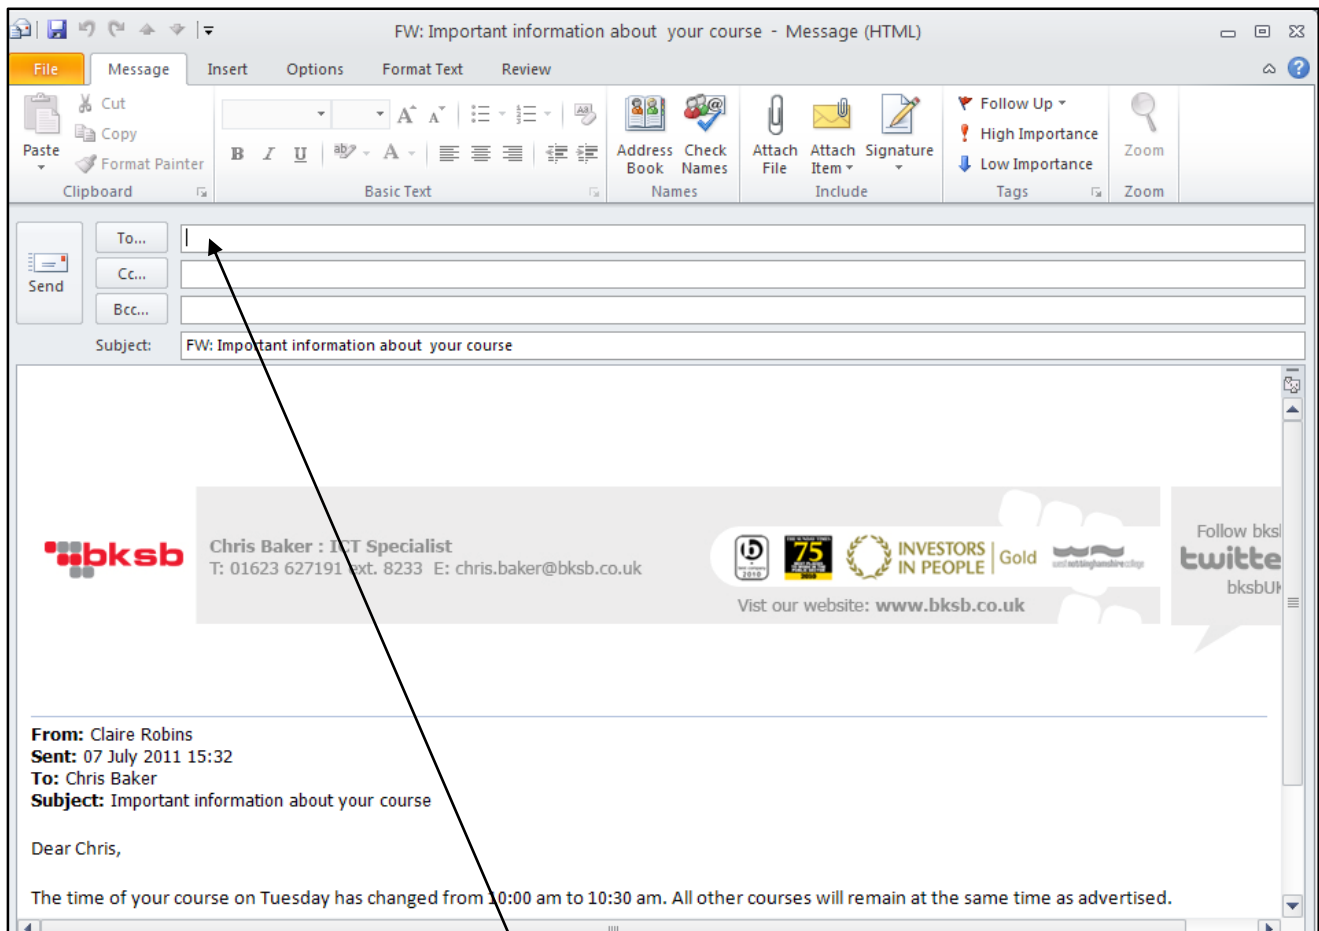 FW: Important information about  your course  -  Message (HTML)
File Message Insert Options Format Text Review
Paste
Cut
Copy
Format Painter
Clipboard
B I U
Basic Text
Address Book
Check Names
Names
Attach File
Attach Item
Signature
Include
Follow Up
High Importance
Low Importance
Tags
Zoom
Zoom
Send
To...
Cc...
Bcc...
Subject: FW: Important information about  your course
bksb
Chris Baker : ICT Specialist
T: 01623 627191 ext. 8233  E: chris.baker@bksb.co.uk
2010
75
2010
INVESTORS IN PEOPLE
Gold
Vist our website: www.bksb.co.uk
Follow bks
twitte
bksbU
From: Claire Robins
Sent: 07 July 2011 15:32
To: Chris Baker
Subject: Important information about your course
Dear Chris,
The time of your course on Tuesday has changed from 10:00 am to 10:30 am. All other courses will remain at the same time as advertised.